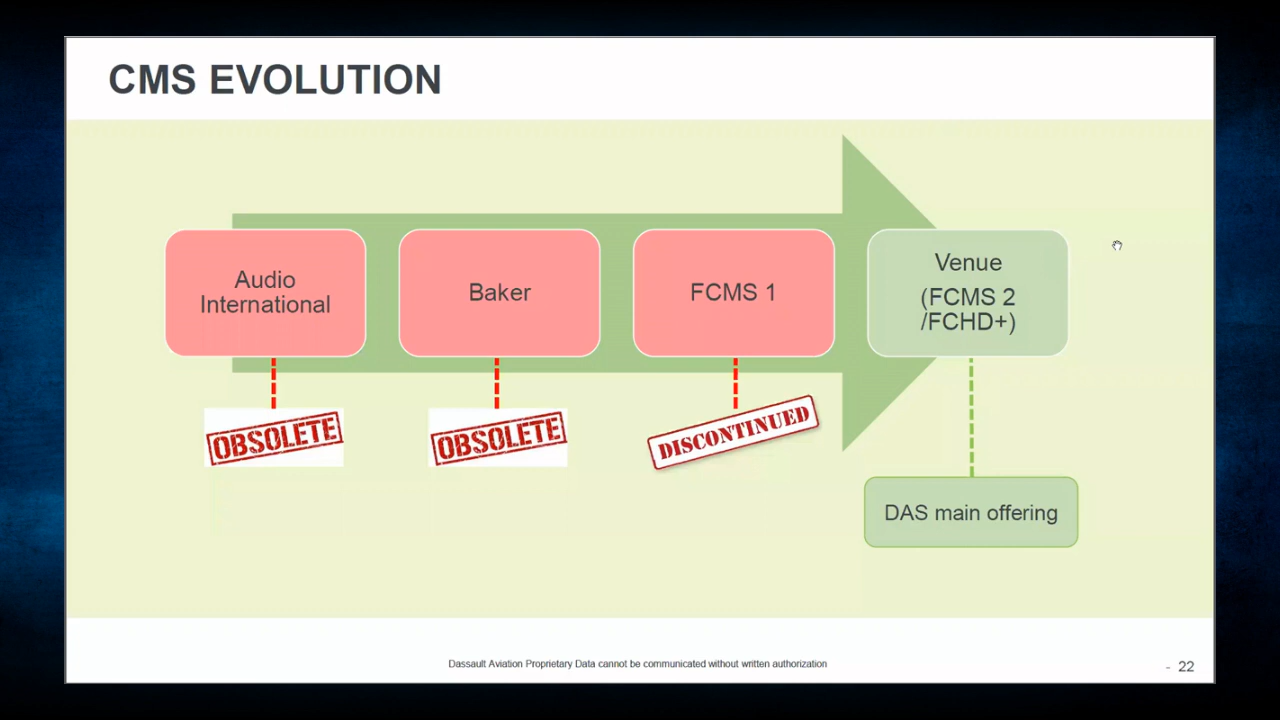 CMS EVOLUTION
Audio
International
Baker
FCMS 1
Venue
(FCMS 2
/FCHD+)
OBSOLETE
OBSOLETE
DISCONTINUED
DAS main offering
Dassault Aviation Proprietary Data cannot be communicated without written authorization
- 22